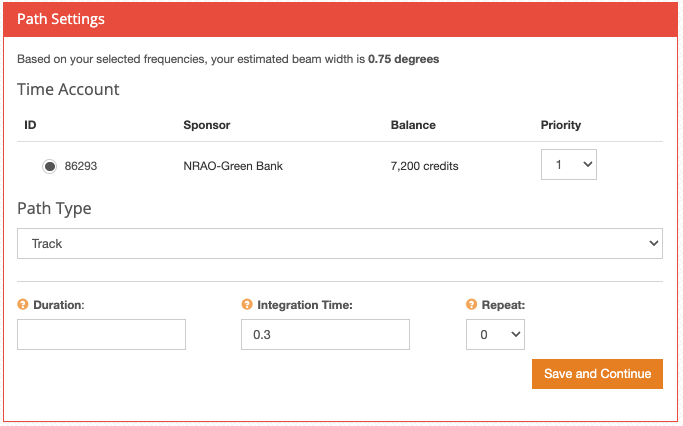 Path Settings
Based on your selected frequencies, your estimated beam width is 0.75 degrees
Time Account
ID Sponsor Balance Priority
86293 NRAO-Green Bank 7,200 credits 1
Path Type
Track
? Duration: ? Integration Time: ? Repeat:
0.3 0
Save and Continue